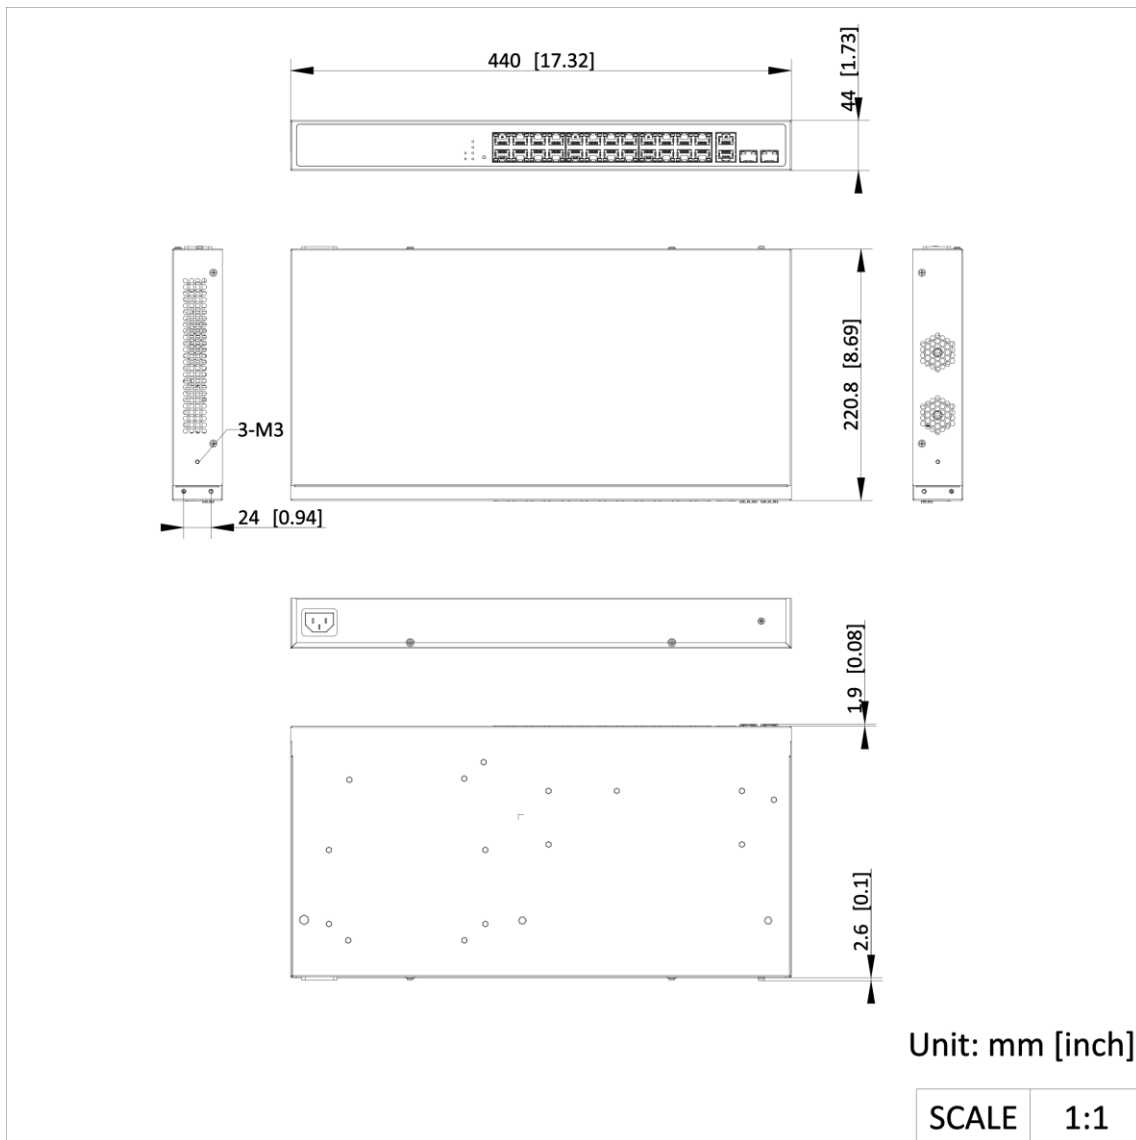 440 [17.32]
44 [1.73]
220.8 [8.69]
3-M3
24 [0.94]
1.9 [0.08]
2.6 [0.1]
Unit: mm [inch]
SCALE 1:1